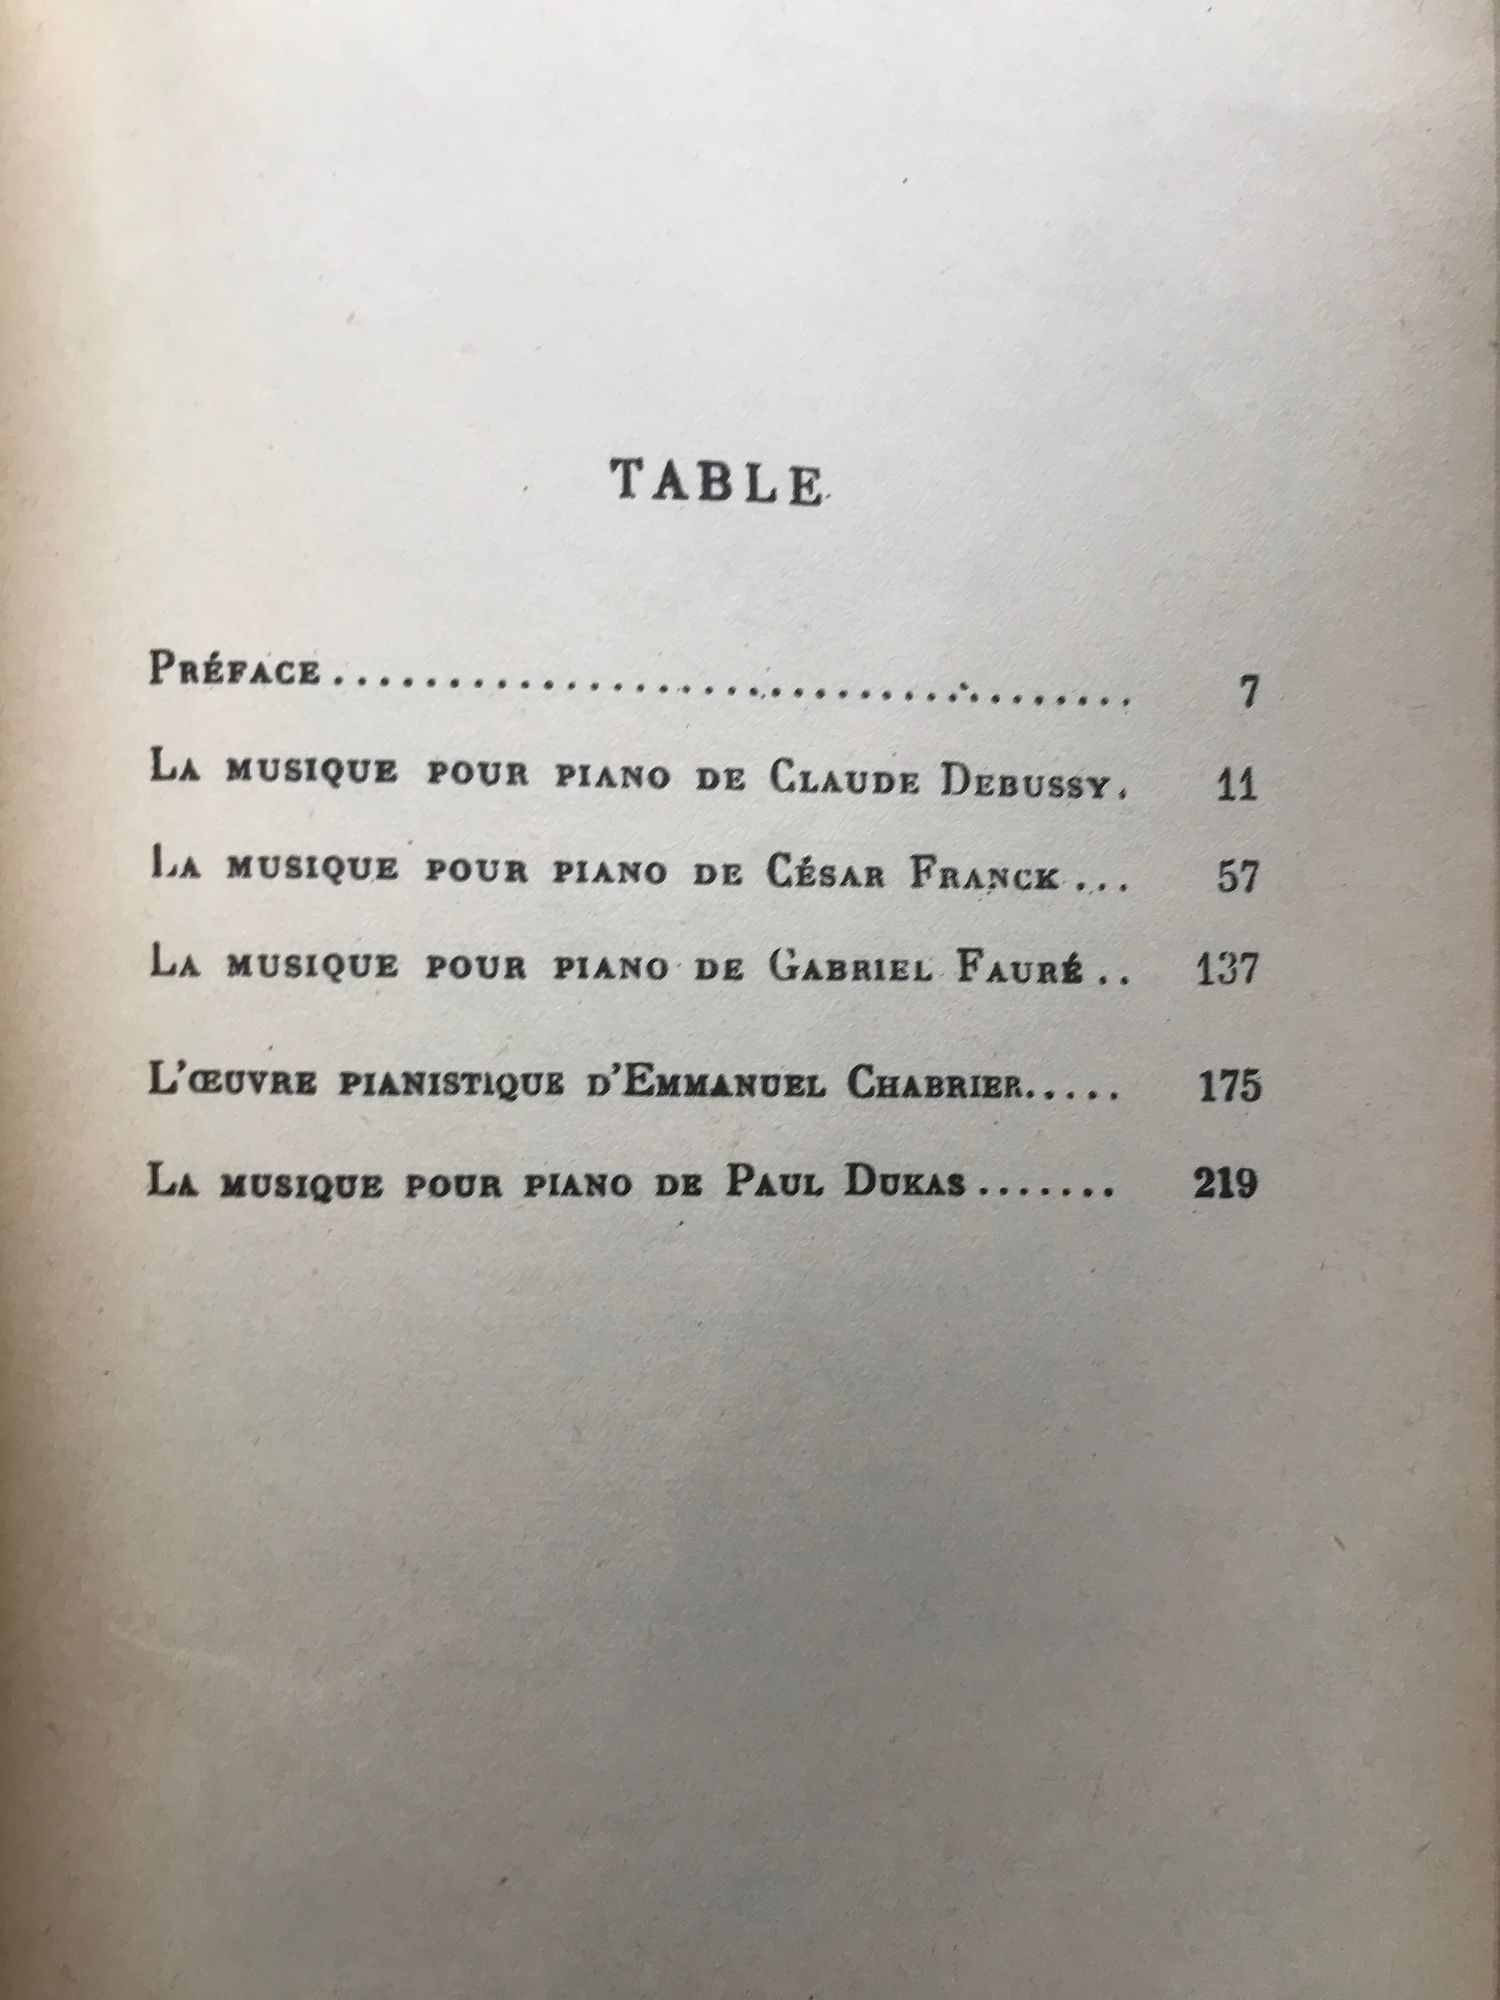 TABLE
PRÉFACE................................... 7
LA MUSIQUE POUR PIANO DE CLAUDE DEBUSSY. 11
LA MUSIQUE POUR PIANO DE CÉSAR FRANCK... 57
LA MUSIQUE POUR PIANO DE GABRIEL FAURÉ.. 137
L'ŒUVRE PIANISTIQUE D'EMMANUEL CHABRIER..... 175
LA MUSIQUE POUR PIANO DE PAUL DUKAS....... 219